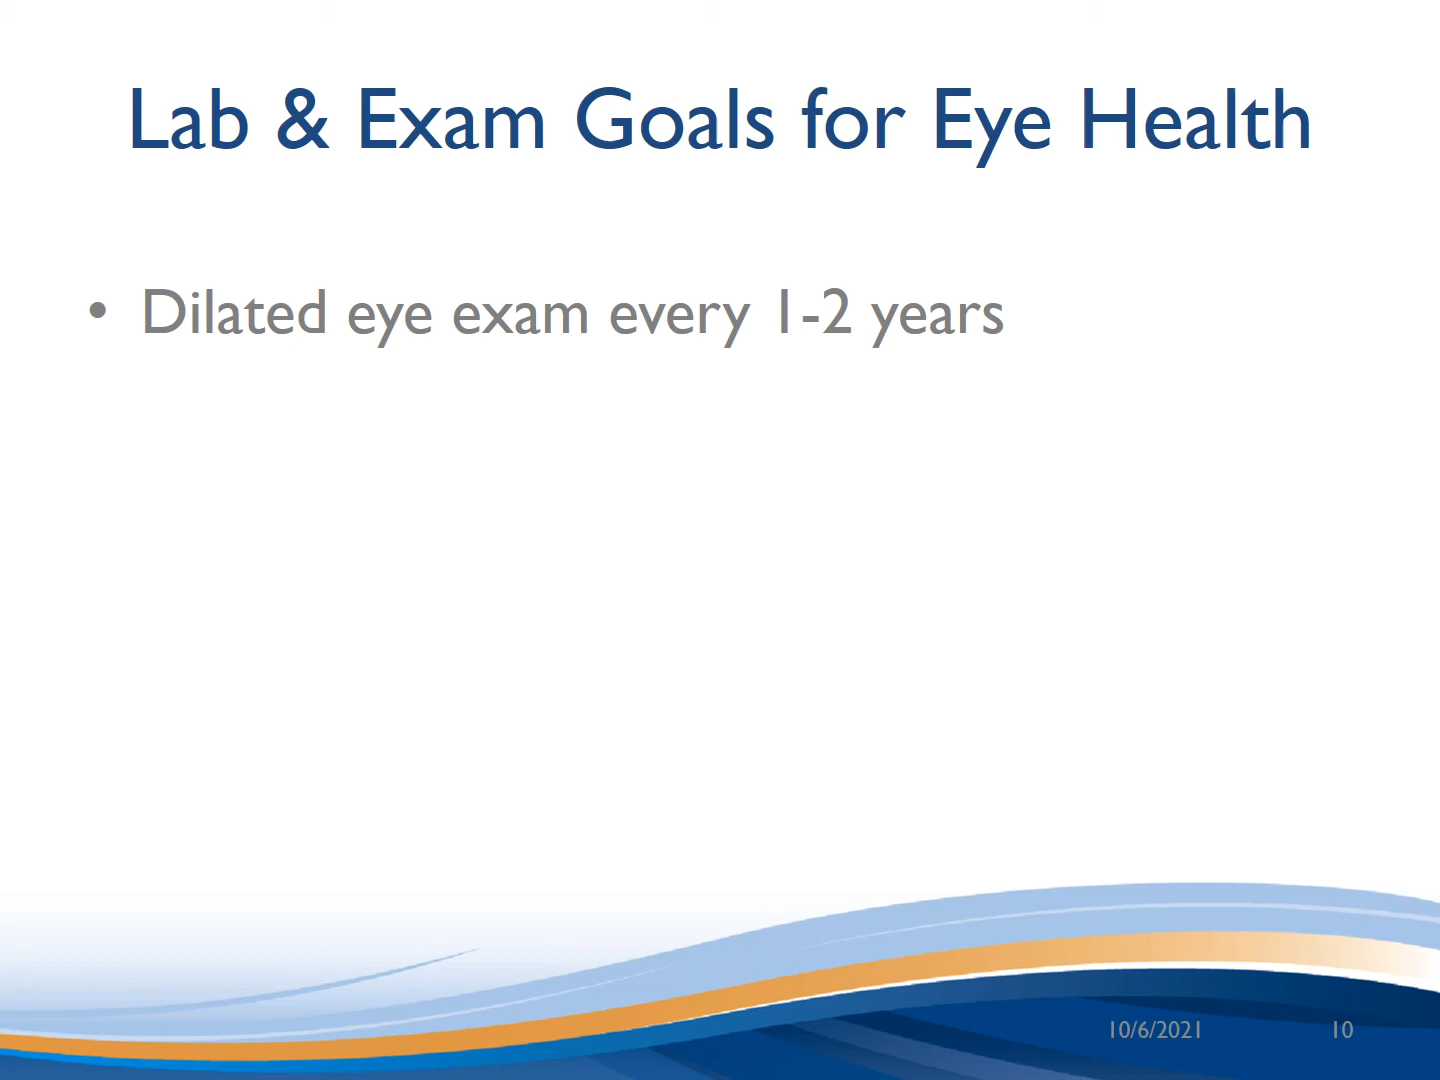 Lab & Exam Goals for Eye Health
• Dilated eye exam every 1-2 years
10/6/2021 10